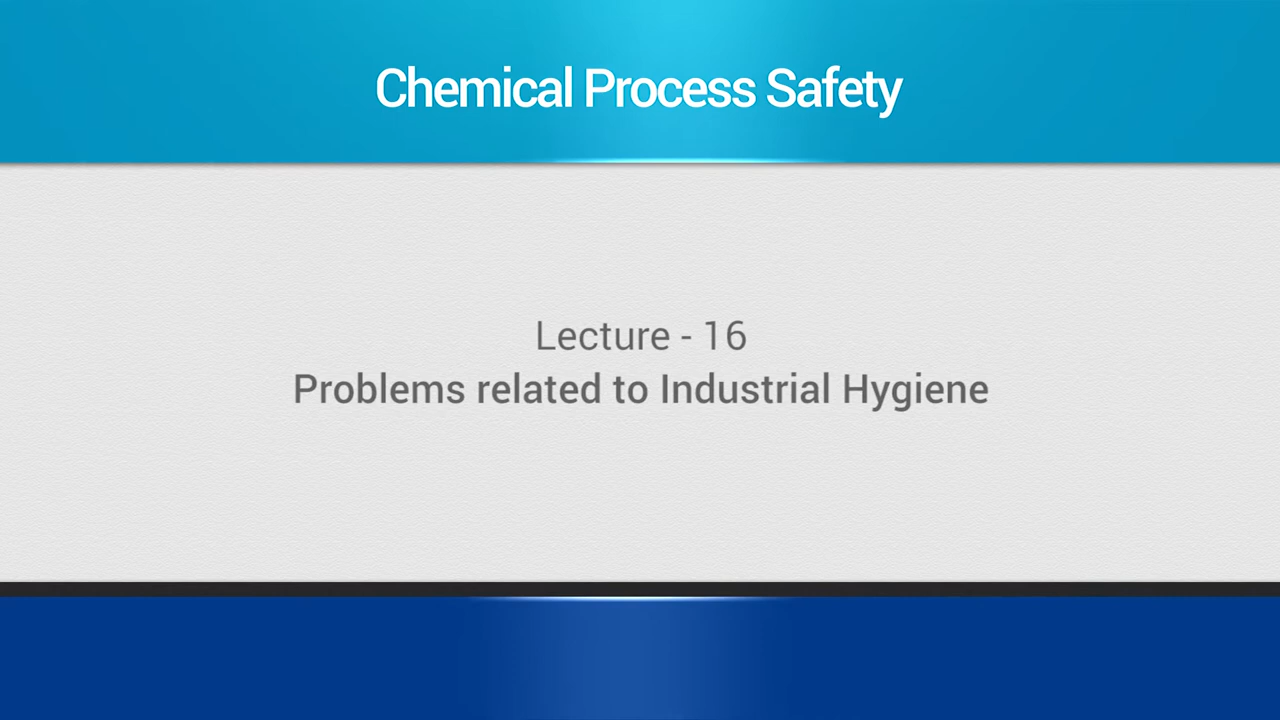 Chemical Process Safety
Lecture - 16
Problems related to Industrial Hygiene